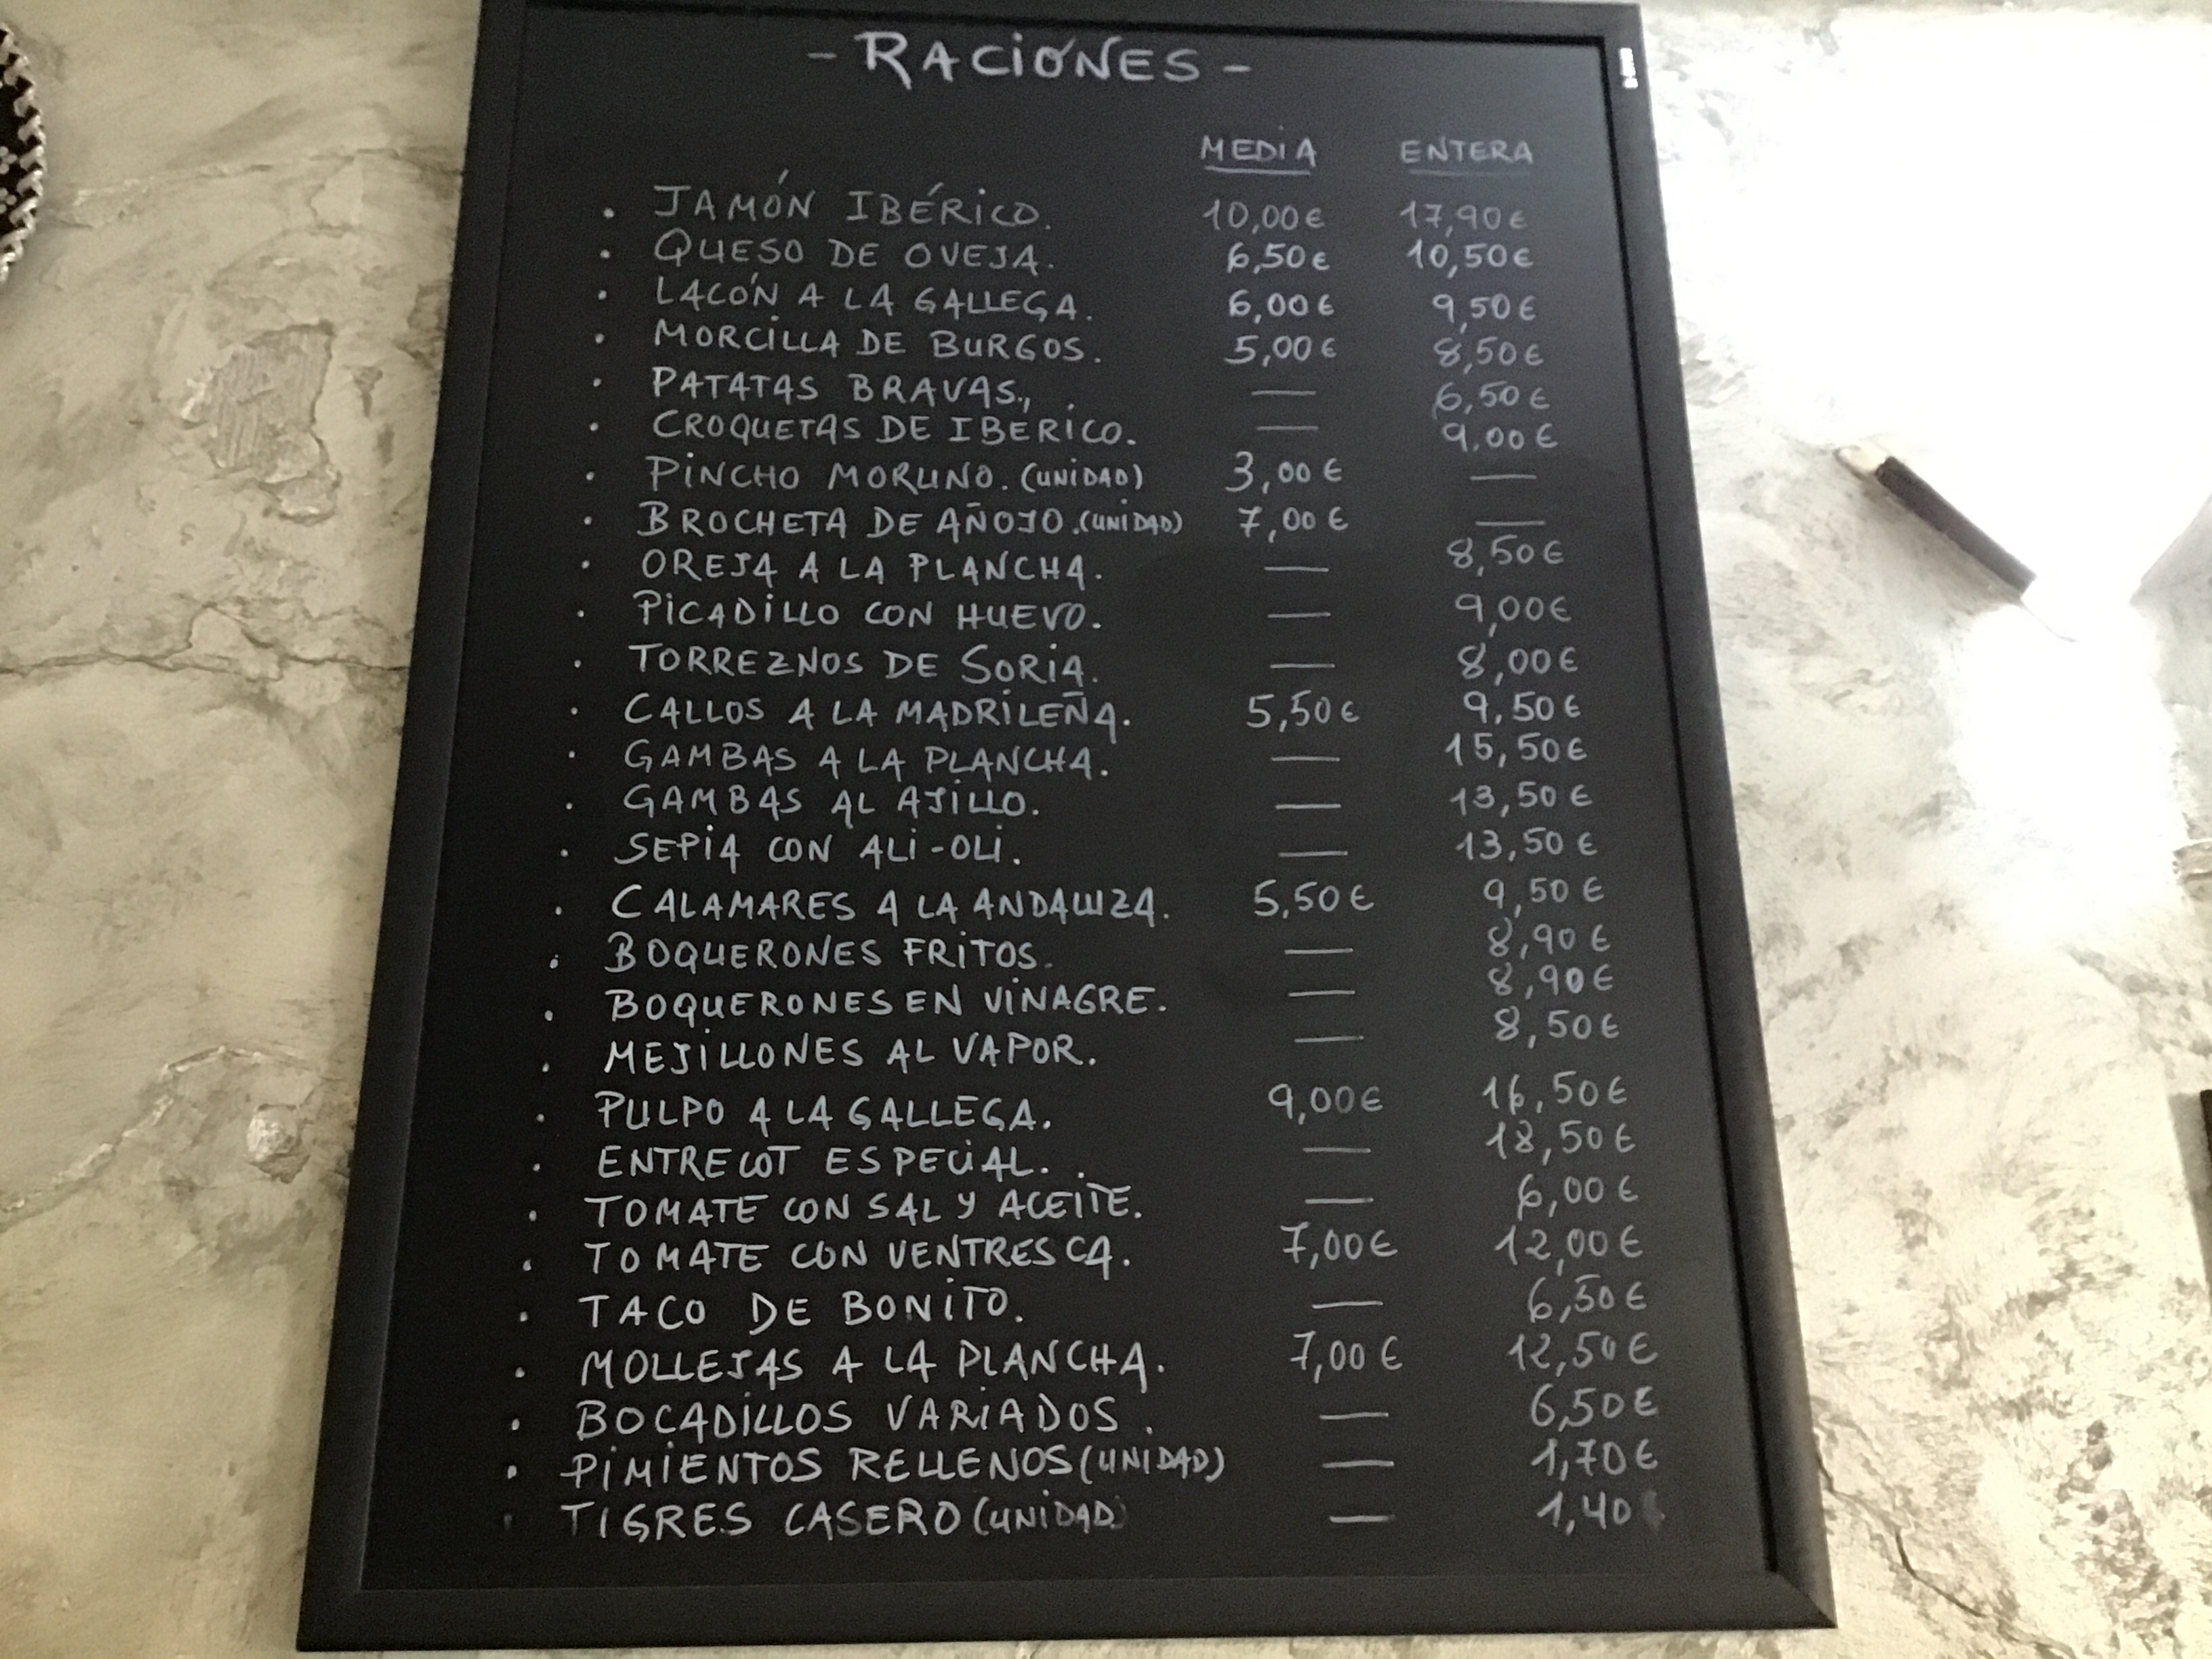 - RACIONES -
MEDIA ENTERA
· JAMÓN IBÉRICO. 10,00€ 17,90€
· QUESO DE OVEJA. 6,50€ 10,50€
· LACÓN A LA GALLEGA. 6,00€ 9,50€
· MORCILLA DE BURGOS. 5,00€ 8,50€
· PATATAS BRAVAS. — 6,50€
· CROQUETAS DE IBÉRICO. — 9.00€
· PINCHO MORUNO. (UNIDAD) 3,00€ —
· BROCHETA DE AÑOJO. (UNIDAD) 7,00€ —
· OREJA A LA PLANCHA. — 8,50€
· PICADILLO CON HUEVO. — 9,00€
· TORREZNOS DE SORIA. — 8,00€
· CALLOS A LA MADRILEÑA. 5,50€ 9,50€
· GAMBAS A LA PLANCHA. — 15,50€
· GAMBAS AL AJILLO. — 13,50€
· SEPIA CON ALI-OLI. — 13,50€
· CALAMARES A LA ANDALUZA. 5,50€ 9,50€
· BOQUERONES FRITOS. — 8,90€
· BOQUERONES EN VINAGRE. — 8,90€
· MEJILLONES AL VAPOR. — 8,50€
· PULPO A LA GALLEGA. 9,00€ 16,50€
· ENTRECOT ESPECIAL. — 18,50€
· TOMATE CON SAL Y ACEITE. — 6,00€
· TOMATE CON VENTRESCA. 7,00€ 12,00€
· TACO DE BONITO. — 6,50€
· MOLLEJAS A LA PLANCHA. 7,00€ 12,50€
· BOCADILLOS VARIADOS. — 6,50€
· PIMIENTOS RELLENOS (UNIDAD) — 1,70€
· TIGRES CASERO (UNIDAD) — 1,40